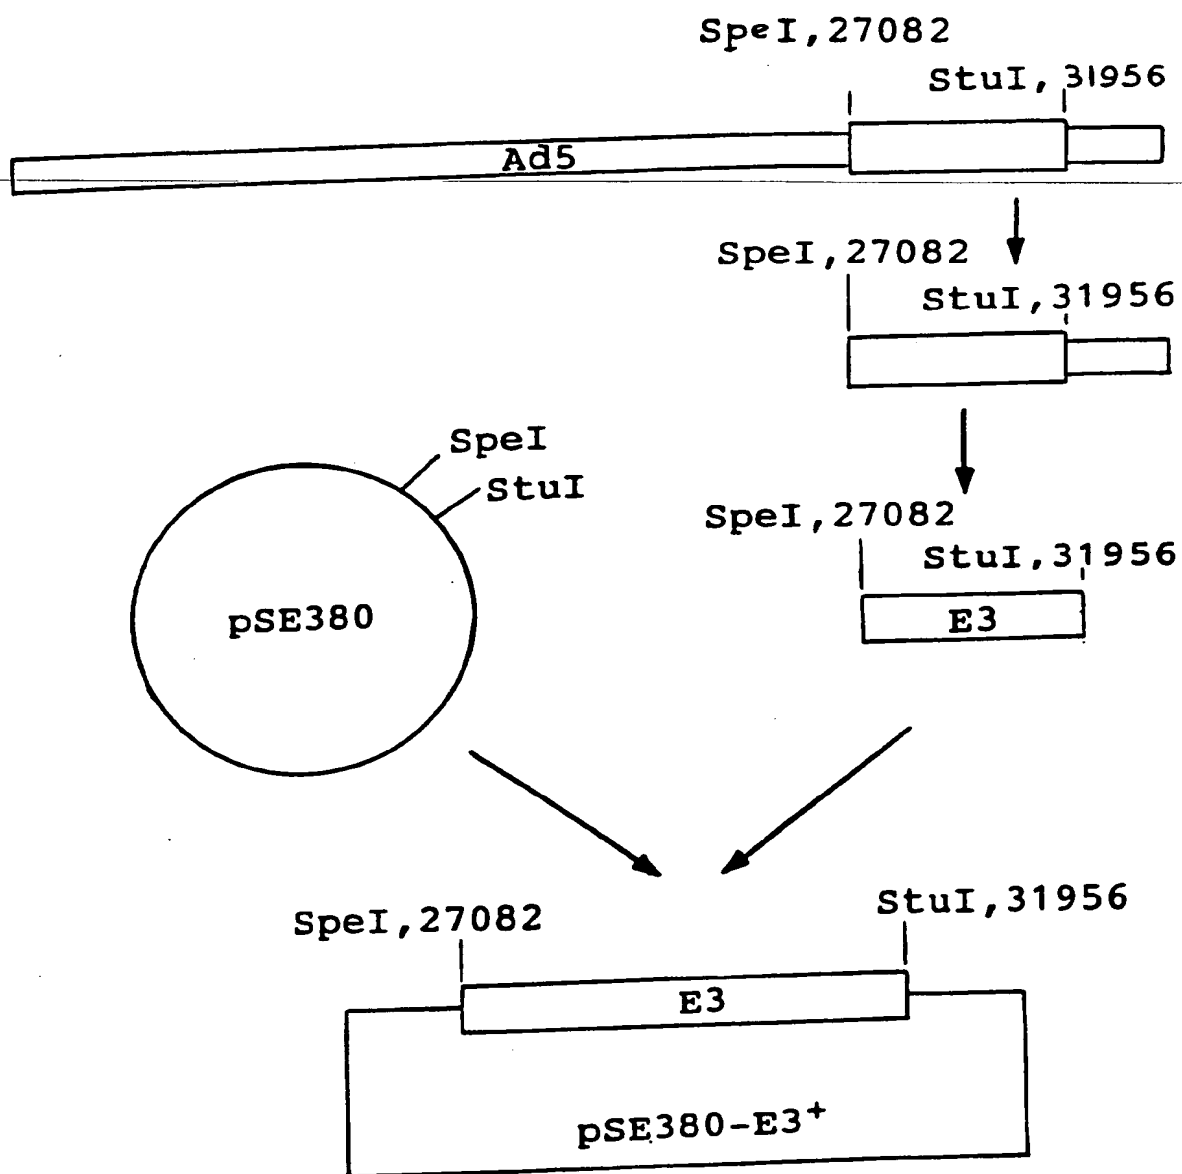 SpeI,27082
StuI,31956
Ad5
SpeI,27082
StuI,31956
SpeI
StuI
SpeI,27082
StuI,31956
pSE380
E3
SpeI,27082
StuI,31956
E3
pSE380-E3+